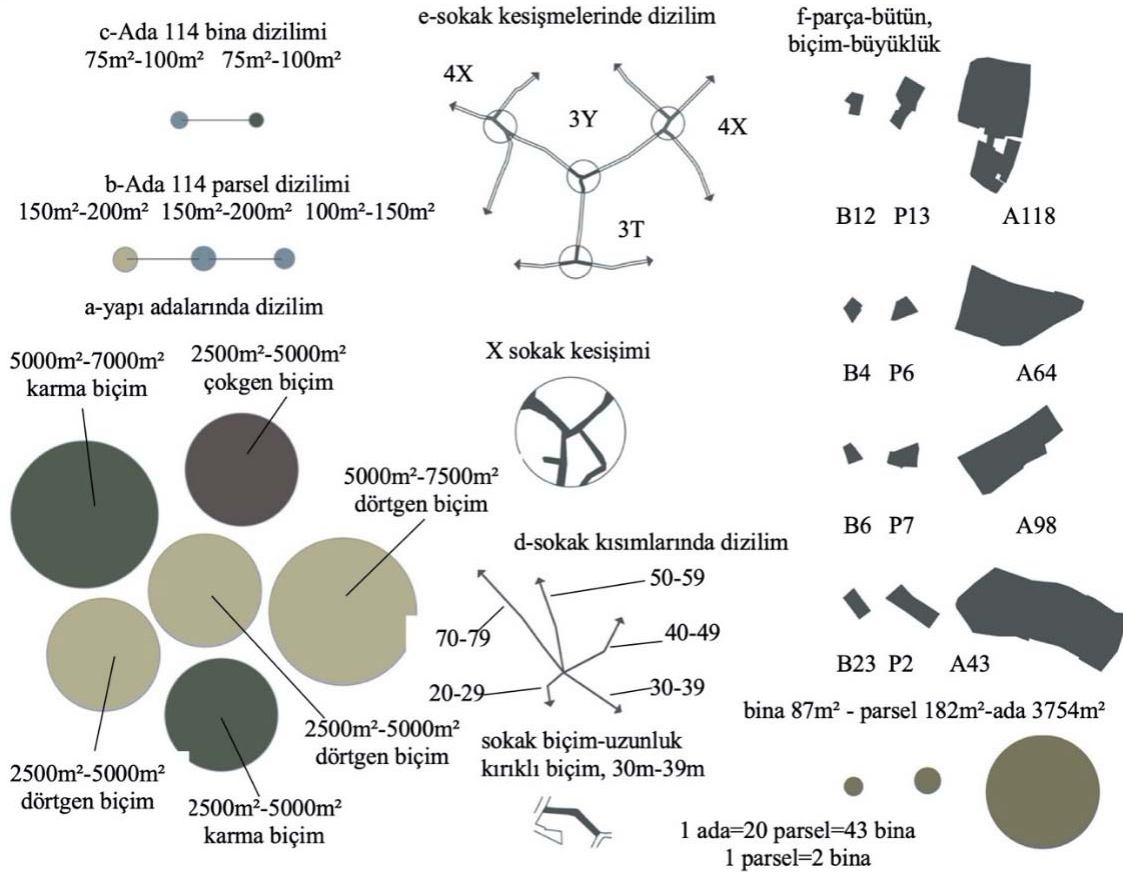 c-Ada 114 bina dizilimi
75m²-100m² 75m²-100m²
b-Ada 114 parsel dizilimi
150m²-200m² 150m²-200m² 100m²-150m²
a-yapı adalarında dizilim
5000m²-7000m²
karma biçim
2500m²-5000m²
çokgen biçim
5000m²-7500m²
dörtgen biçim
2500m²-5000m²
dörtgen biçim
2500m²-5000m²
karma biçim
2500m²-5000m²
dörtgen biçim
e-sokak kesişmelerinde dizilim
4X
3Y
4X
3T
X sokak kesişimi
d-sokak kısımlarında dizilim
50-59
70-79
40-49
20-29
30-39
sokak biçim-uzunluk
kırıklı biçim, 30m-39m
f-parça-bütün,
biçim-büyüklük
B12 P13 A118
B4 P6 A64
B6 P7 A98
B23 P2 A43
bina 87m² - parsel 182m²-ada 3754m²
1 ada=20 parsel=43 bina
1 parsel=2 bina